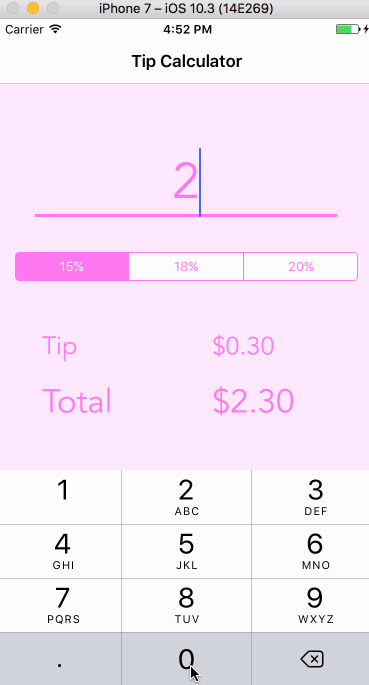 iPhone 7 – iOS 10.3 (14E269)
Carrier 4:52 PM
Tip Calculator
2
15% 18% 20%
Tip $0.30
Total $2.30
1 2 3
ABC DEF
4 5 6
GHI JKL MNO
7 8 9
PQRS TUV WXYZ
. 0